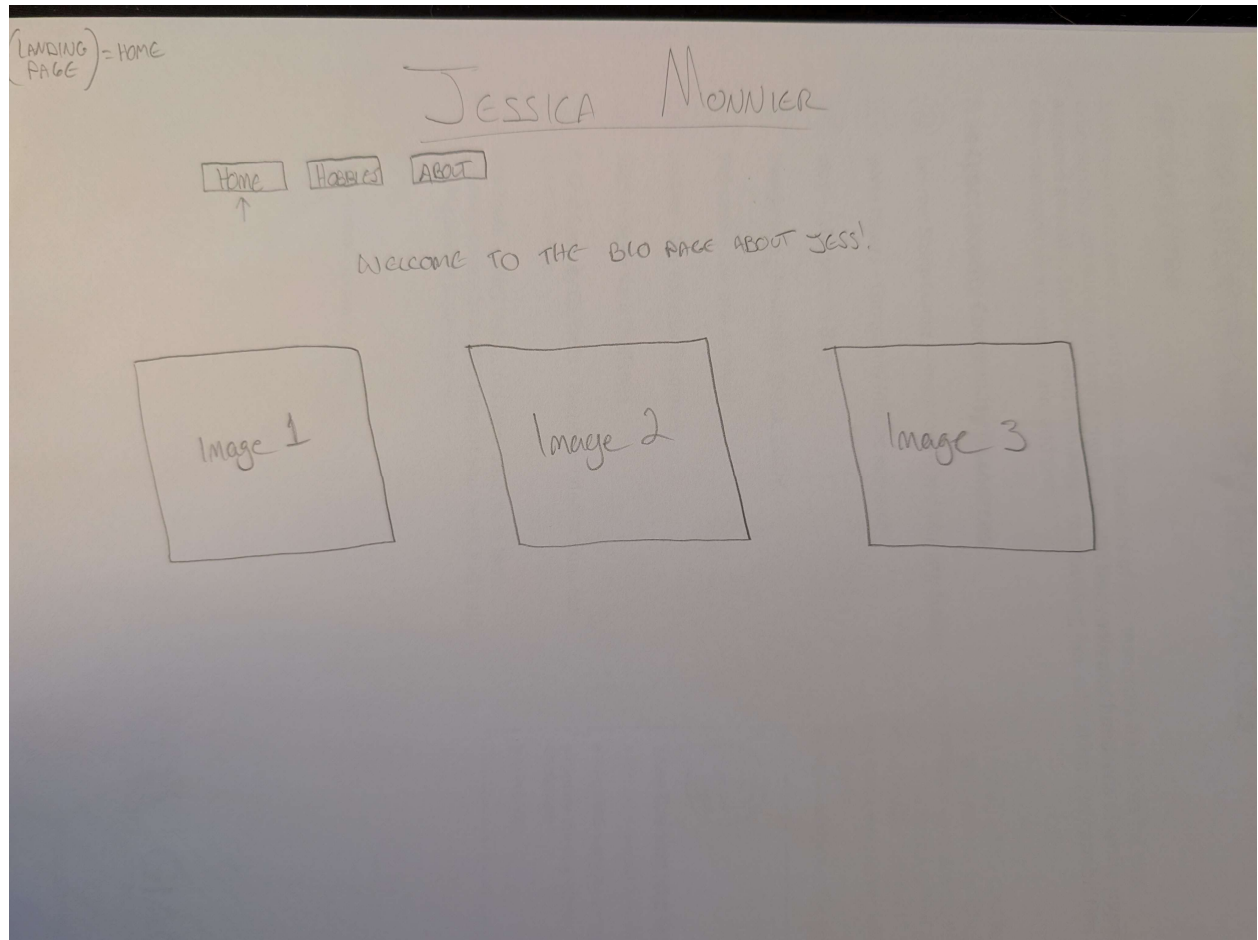 (LANDING PAGE) = HOME
JESSICA MONNIER
Home HOBBIES ABOUT
WELCOME TO THE BIO PAGE ABOUT JESS!
Image 1 Image 2 Image 3